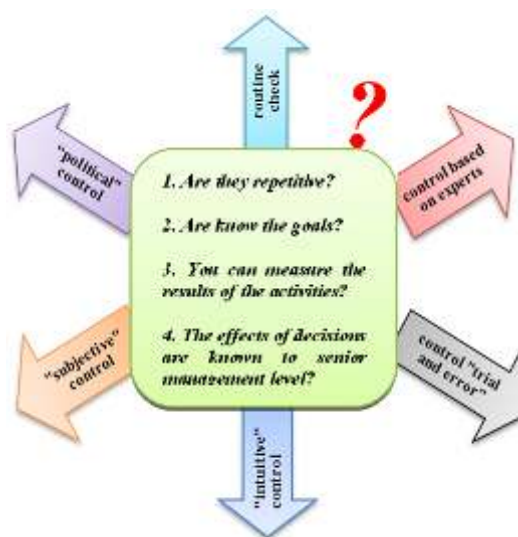 routine
check
?
"political"
control
control based
on experts
1. Are they repetitive?
2. Are know the goals?
3. You can measure the
results of the activities?
4. The effects of decisions
are known to senior
management level?
"subjective"
control
control "trial
and error"
"intuitive"
control